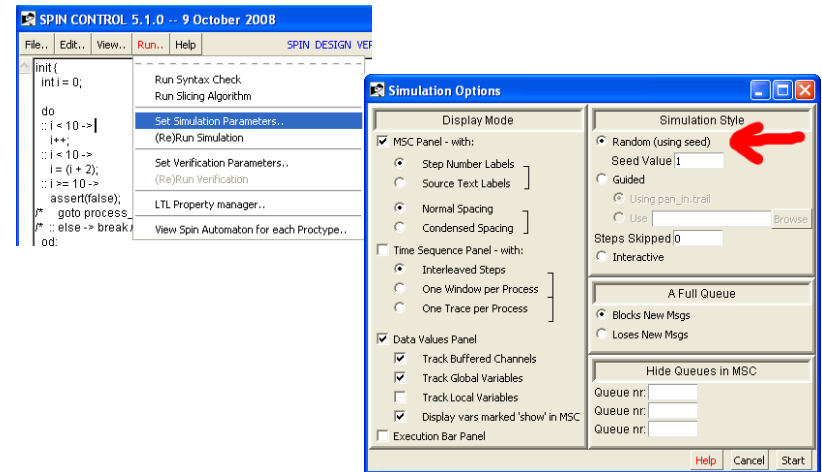 SPIN CONTROL 5.1.0 -- 9 October 2008
File.. Edit.. View.. Run.. Help SPIN DESIGN VER
init {
int i = 0;
do
:: i < 10 ->
i++;
:: i < 10 ->
i = (i + 2);
:: i >= 10 ->
assert(false);
/* goto process_
/* :: else -> break /
od;
Run Syntax Check
Run Slicing Algorithm
Set Simulation Parameters..
(Re)Run Simulation
Set Verification Parameters..
(Re)Run Verification
LTL Property manager..
View Spin Automaton for each Proctype..
Simulation Options
Display Mode
MSC Panel - with:
Step Number Labels
Source Text Labels
Normal Spacing
Condensed Spacing
Time Sequence Panel - with:
Interleaved Steps
One Window per Process
One Trace per Process
Data Values Panel
Track Buffered Channels
Track Global Variables
Track Local Variables
Display vars marked 'show' in MSC
Execution Bar Panel
Simulation Style
Random (using seed)
Seed Value 1
Guided
Using pan_in.trail
Use Browse
Steps Skipped 0
Interactive
A Full Queue
Blocks New Msgs
Loses New Msgs
Hide Queues in MSC
Queue nr:
Queue nr:
Queue nr:
Help Cancel Start